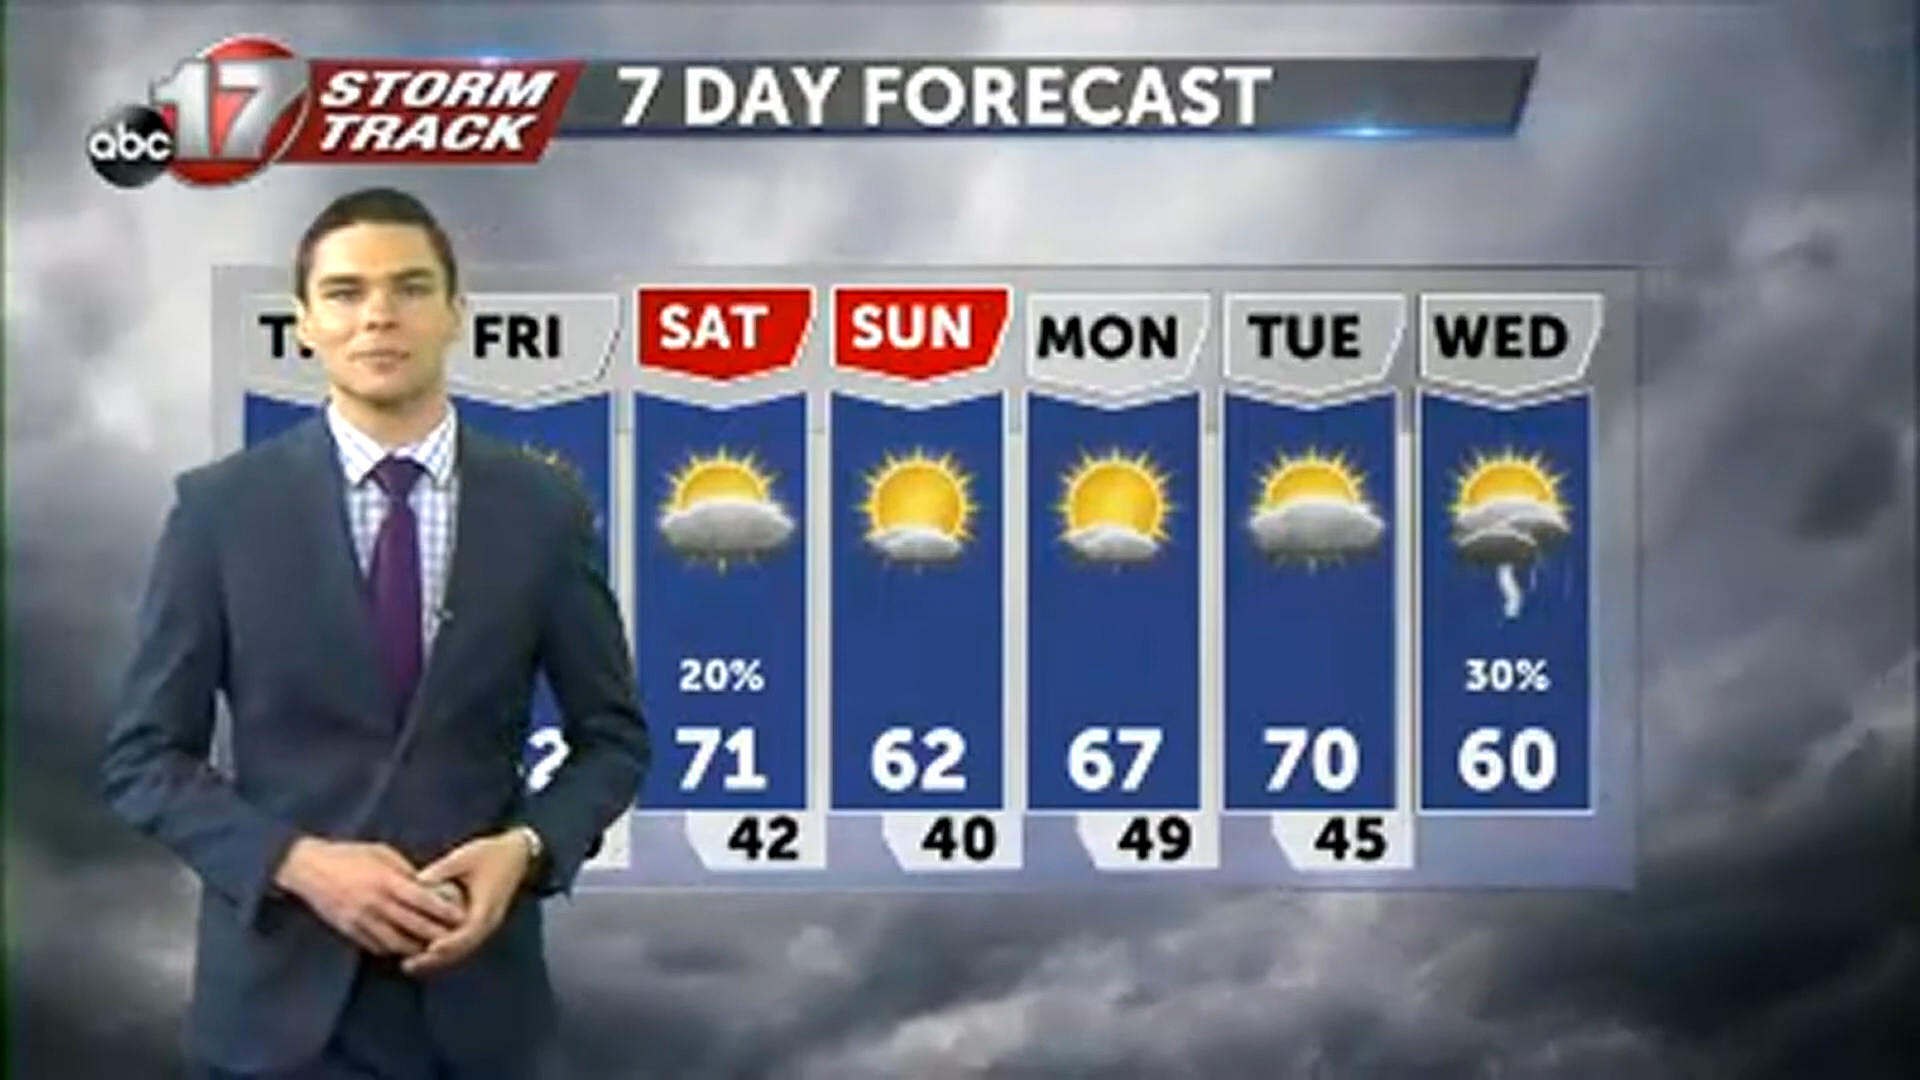 abc 17 STORM TRACK
7 DAY FORECAST
FRI SAT SUN MON TUE WED
20% 30%
71 62 67 70 60
42 40 49 45